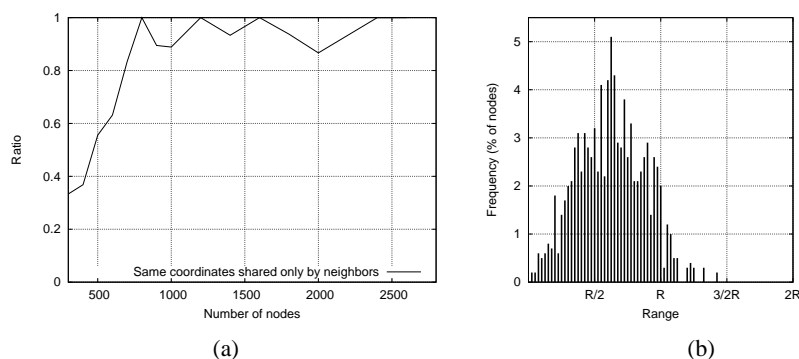 1
0.8
0.6
0.4
0.2
0
Ratio
500 1000 1500 2000 2500
Number of nodes
Same coordinates shared only by neighbors
(a)
5
4
3
2
1
0
Frequency (% of nodes)
R/2 R 3/2R 2R
Range
(b)